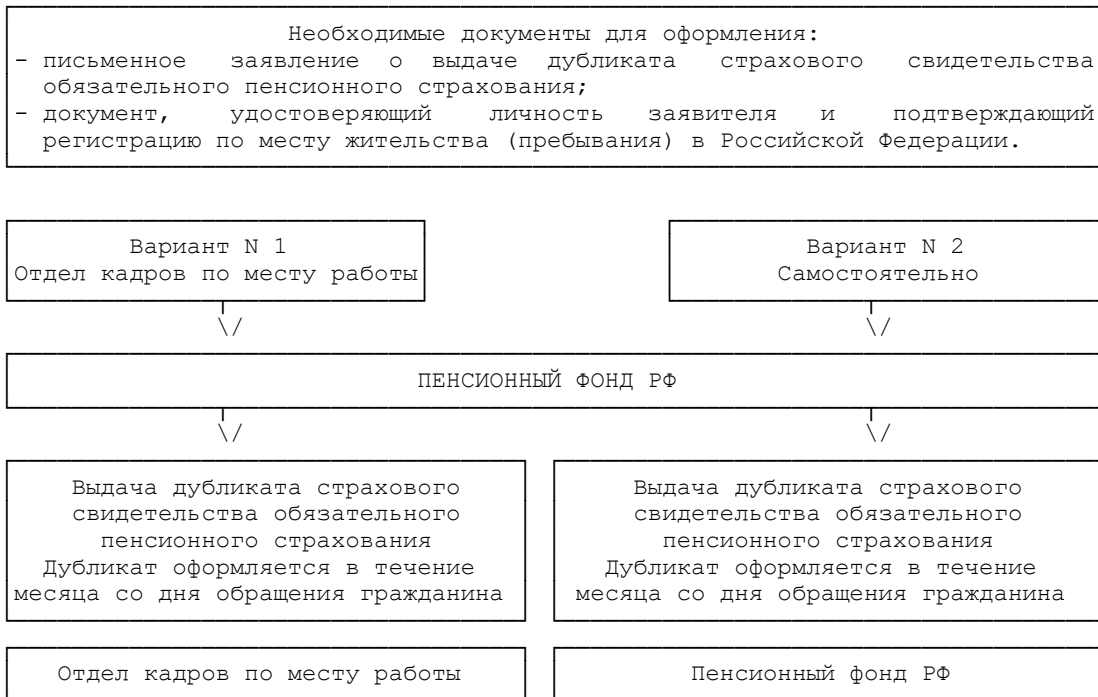 Необходимые документы для оформления:
- письменное заявление о выдаче дубликата страхового свидетельства
обязательного пенсионного страхования;
- документ, удостоверяющий личность заявителя и подтверждающий
регистрацию по месту жительства (пребывания) в Российской Федерации.
Вариант N 1
Отдел кадров по месту работы
Вариант N 2
Самостоятельно
\/
\/
ПЕНСИОННЫЙ ФОНД РФ
\/
\/
Выдача дубликата страхового
свидетельства обязательного
пенсионного страхования
Дубликат оформляется в течение
месяца со дня обращения гражданина
Выдача дубликата страхового
свидетельства обязательного
пенсионного страхования
Дубликат оформляется в течение
месяца со дня обращения гражданина
Отдел кадров по месту работы
Пенсионный фонд РФ